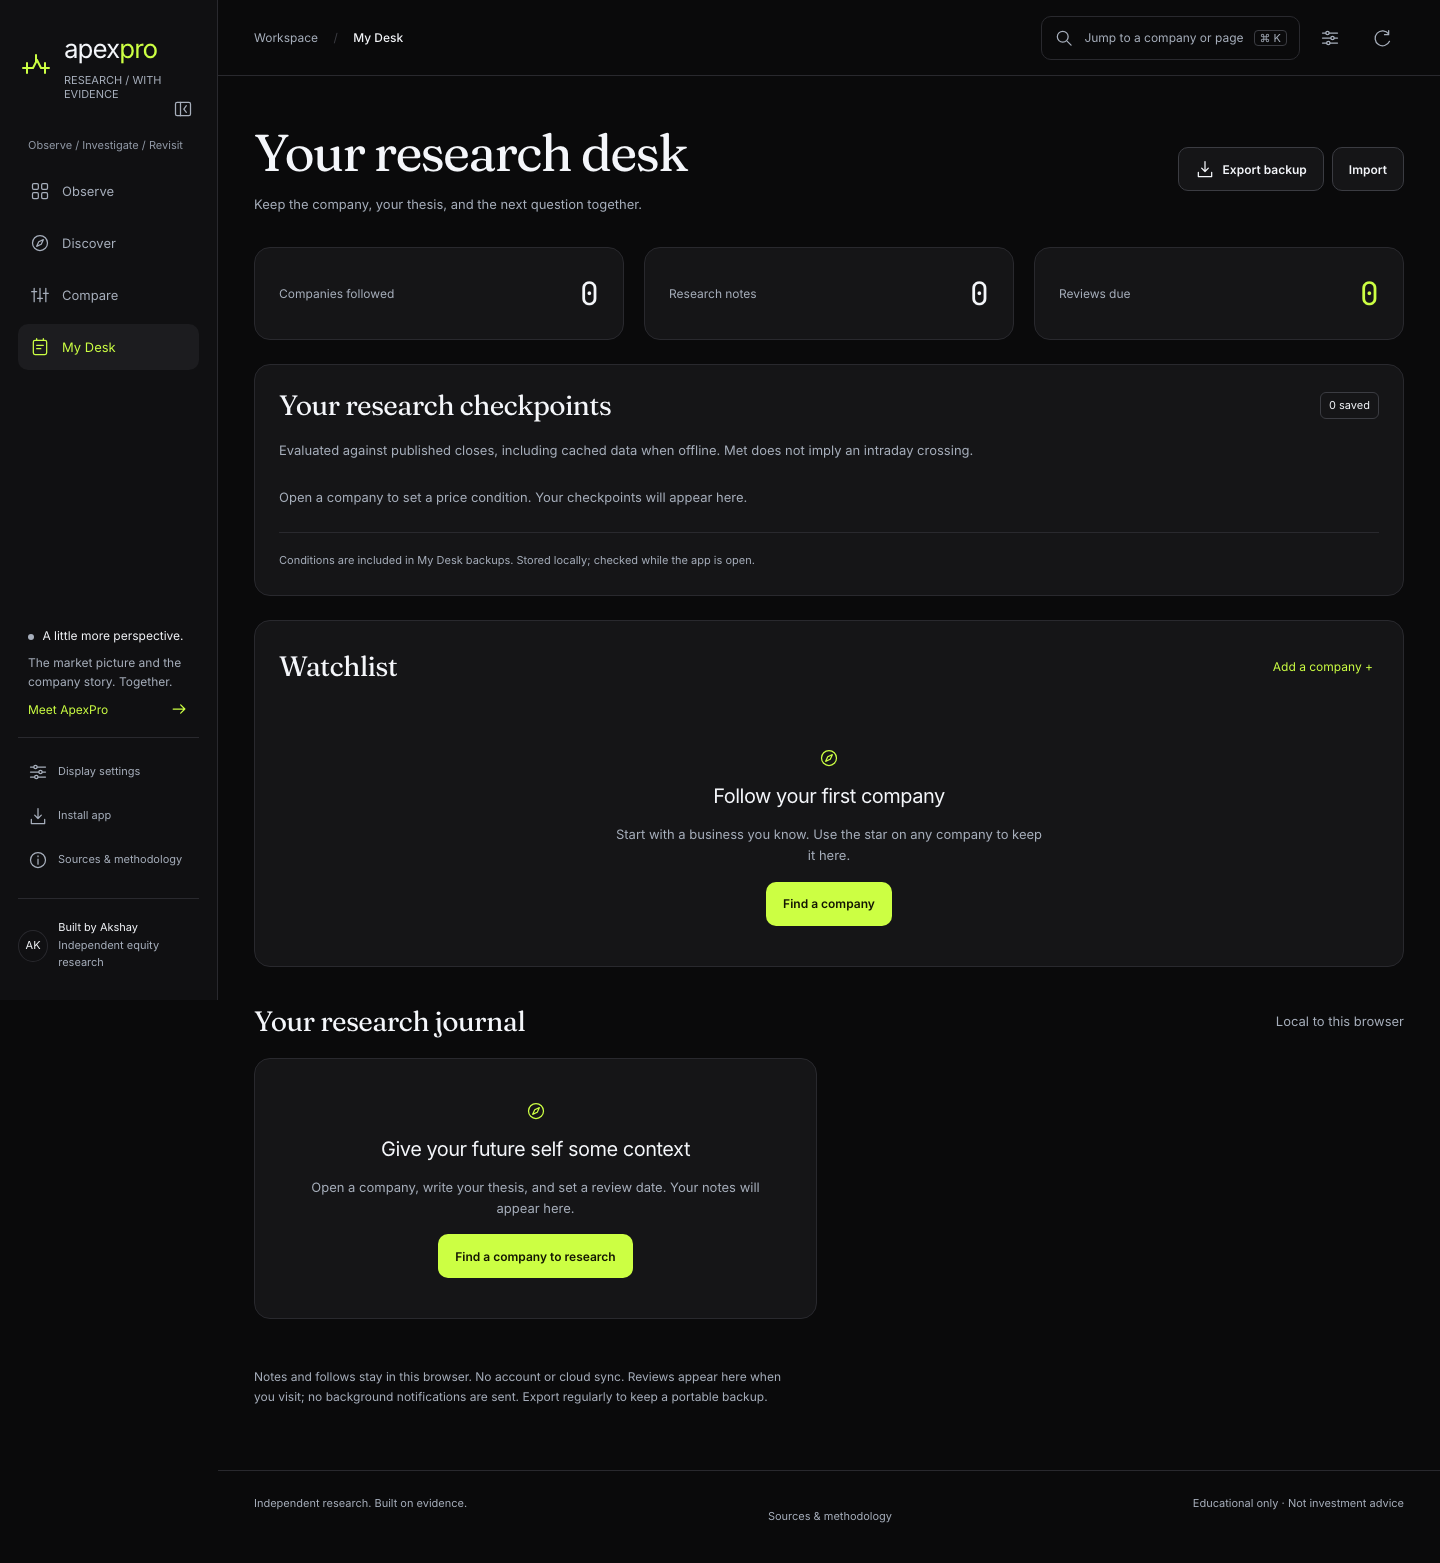 apexpro
RESEARCH / WITH
EVIDENCE
Observe / Investigate / Revisit
Observe
Discover
Compare
My Desk
A little more perspective.
The market picture and the
company story. Together.
Meet ApexPro
Display settings
Install app
Sources & methodology
AK
Built by Akshay
Independent equity
research
Workspace / My Desk
Jump to a company or page ⌘ K
Your research desk
Keep the company, your thesis, and the next question together.
Export backup
Import
Companies followed 0
Research notes 0
Reviews due 0
Your research checkpoints
0 saved
Evaluated against published closes, including cached data when offline. Met does not imply an intraday crossing.
Open a company to set a price condition. Your checkpoints will appear here.
Conditions are included in My Desk backups. Stored locally; checked while the app is open.
Watchlist
Add a company +
Follow your first company
Start with a business you know. Use the star on any company to keep
it here.
Find a company
Your research journal
Local to this browser
Give your future self some context
Open a company, write your thesis, and set a review date. Your notes will
appear here.
Find a company to research
Notes and follows stay in this browser. No account or cloud sync. Reviews appear here when
you visit; no background notifications are sent. Export regularly to keep a portable backup.
Independent research. Built on evidence.
Sources & methodology
Educational only · Not investment advice